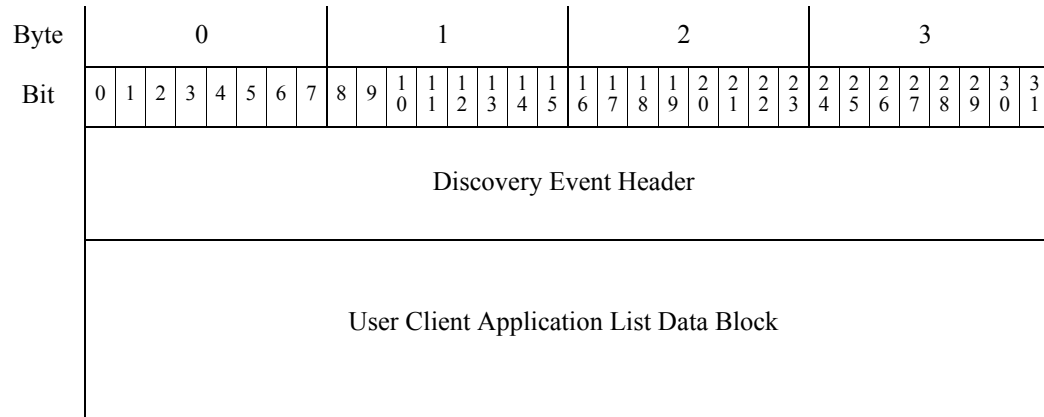 Byte 0 1 2 3
Bit 0 1 2 3 4 5 6 7 8 9 10 11 12 13 14 15 16 17 18 19 20 21 22 23 24 25 26 27 28 29 30 31
Discovery Event Header
User Client Application List Data Block